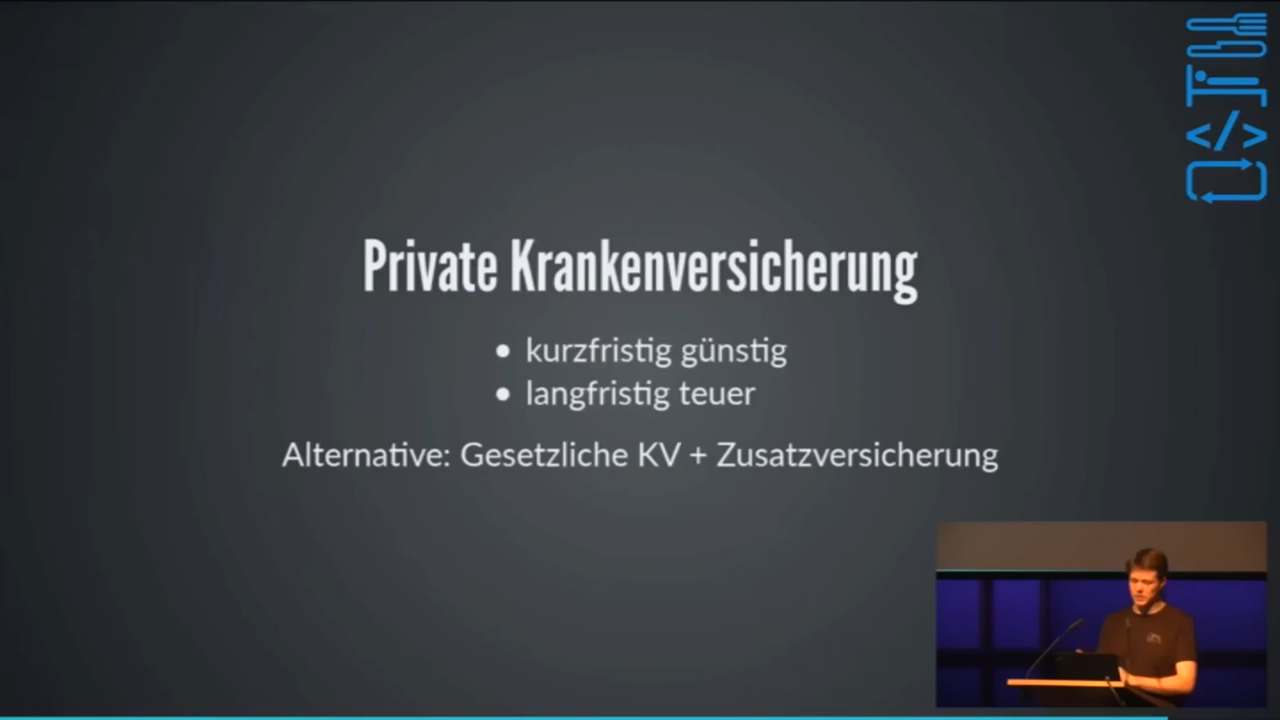 Private Krankenversicherung
• kurzfristig günstig
• langfristig teuer
Alternative: Gesetzliche KV + Zusatzversicherung